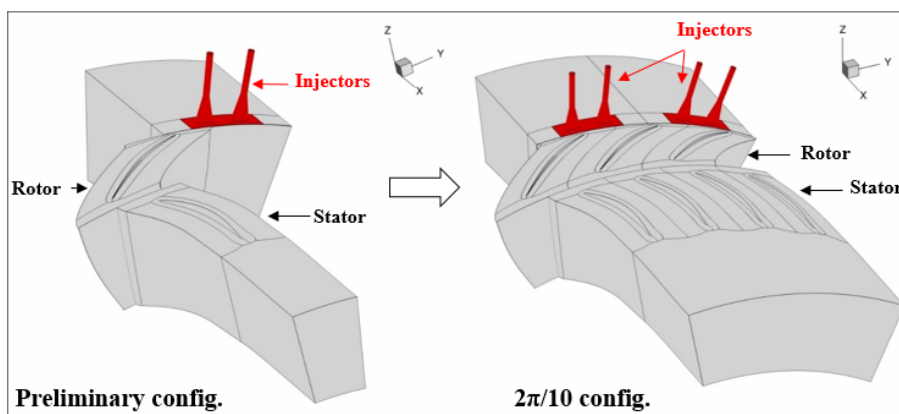 Z
Y
X
Injectors
Rotor
Stator
Preliminary config.
Injectors
Z
Y
X
Rotor
Stator
2π/10 config.